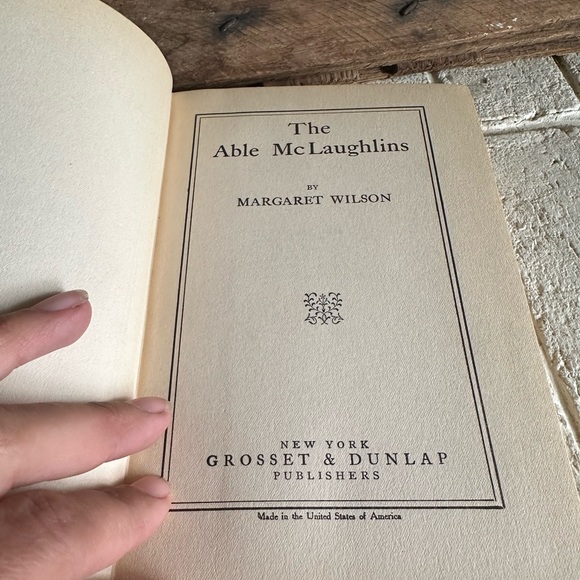 The
Able McLaughlins
BY
MARGARET WILSON
NEW YORK
GROSSET & DUNLAP
PUBLISHERS
Made in the United States of America